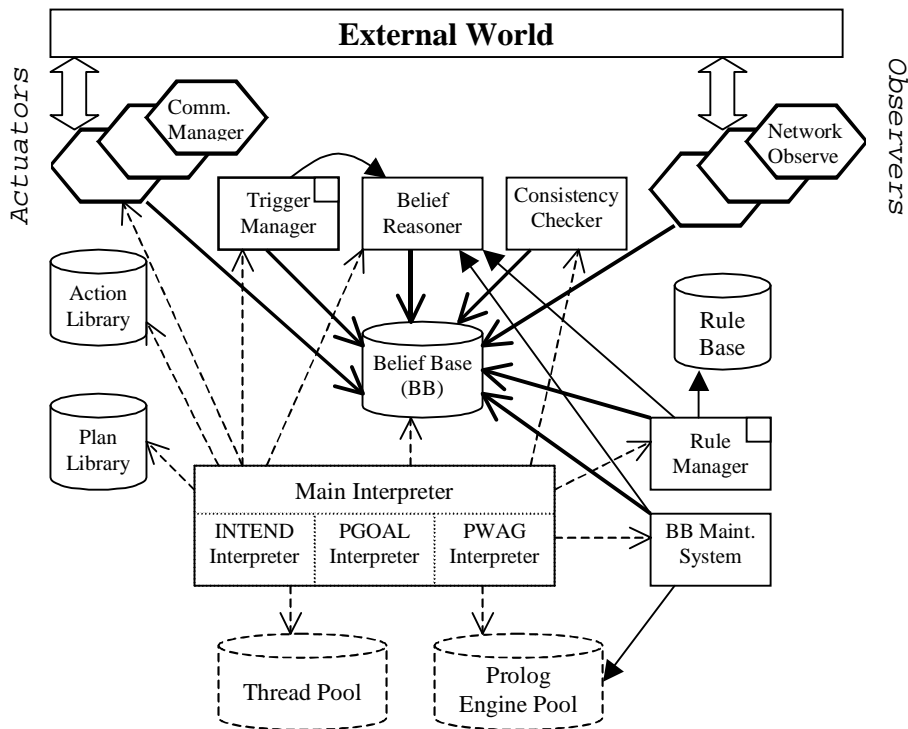 External World
Actuators
Observers
Comm.
Manager
Network
Observe
Trigger
Manager
Belief
Reasoner
Consistency
Checker
Action
Library
Rule
Base
Belief Base
(BB)
Plan
Library
Rule
Manager
Main Interpreter
INTEND
Interpreter
PGOAL
Interpreter
PWAG
Interpreter
BB Maint.
System
Thread Pool
Prolog
Engine Pool